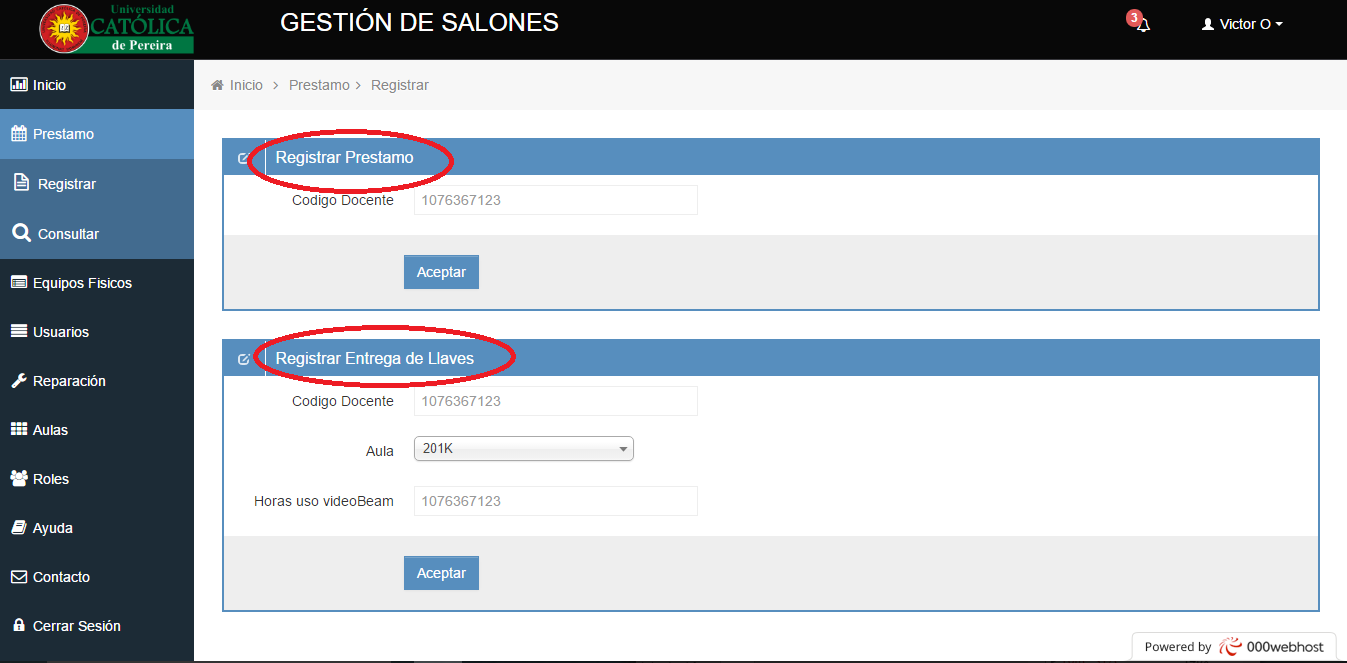 Universidad
CATÓLICA
de Pereira
GESTIÓN DE SALONES
3
Victor O
Inicio
Prestamo
Registrar
Consultar
Equipos Fisicos
Usuarios
Reparación
Aulas
Roles
Ayuda
Contacto
Cerrar Sesión
Inicio > Prestamo > Registrar
Registrar Prestamo
Codigo Docente 1076367123
Aceptar
Registrar Entrega de Llaves
Codigo Docente 1076367123
Aula 201K
Horas uso videoBeam 1076367123
Aceptar
Powered by 000webhost